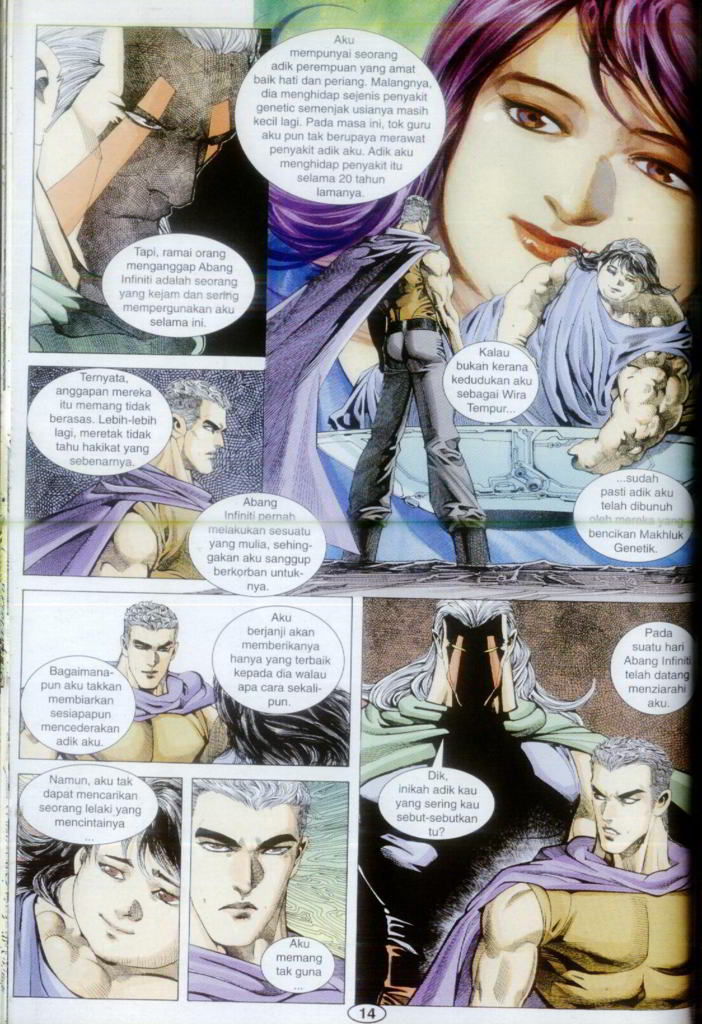 Tapi, ramai orang
menganggap Abang
Infiniti adalah seorang
yang kejam dan sering
mempergunakan aku
selama ini.
Aku
mempunyai seorang
adik perempuan yang amat
baik hati dan periang. Malangnya,
dia menghidap sejenis penyakit
genetic semenjak usianya masih
kecil lagi. Pada masa ini, tok guru
aku pun tak berupaya merawat
penyakit adik aku. Adik aku
menghidap penyakit itu
selama 20 tahun
lamanya.
Kalau
bukan kerana
kedudukan aku
sebagai Wira
Tempur...
...sudah
pasti adik aku
telah dibunuh
oleh mereka yang
bencikan Makhluk
Genetik.
Ternyata,
anggapan mereka
itu memang tidak
berasas. Lebih-lebih
lagi, meretak tidak
tahu hakikat yang
sebenarnya.
Abang
Infiniti pernah
melakukan sesuatu
yang mulia, sehing-
gakan aku sanggup
berkorban untuk-
nya.
Bagaimana-
pun aku takkan
membiarkan
sesiapapun
mencederakan
adik aku.
Aku
berjanji akan
memberikanya
hanya yang terbaik
kepada dia walau
apa cara sekali-
pun.
Namun, aku tak
dapat mencarikan
seorang lelaki yang
mencintainya
...
Aku
memang
tak guna
...
Pada
suatu hari
Abang Infiniti
telah datang
menziarahi
aku.
Dik,
inikah adik kau
yang sering kau
sebut-sebutkan
tu?
14